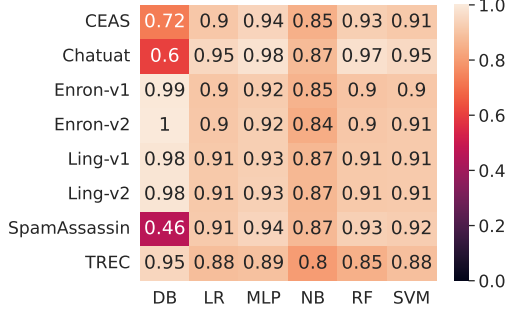 CEAS 0.72 0.9 0.94 0.85 0.93 0.91
Chatuat 0.6 0.95 0.98 0.87 0.97 0.95
Enron-v1 0.99 0.9 0.92 0.85 0.9 0.9
Enron-v2 1 0.9 0.92 0.84 0.9 0.91
Ling-v1 0.98 0.91 0.93 0.87 0.91 0.91
Ling-v2 0.98 0.91 0.93 0.87 0.91 0.91
SpamAssassin 0.46 0.91 0.94 0.87 0.93 0.92
TREC 0.95 0.88 0.89 0.8 0.85 0.88
DB LR MLP NB RF SVM
1.0
0.8
0.6
0.4
0.2
0.0